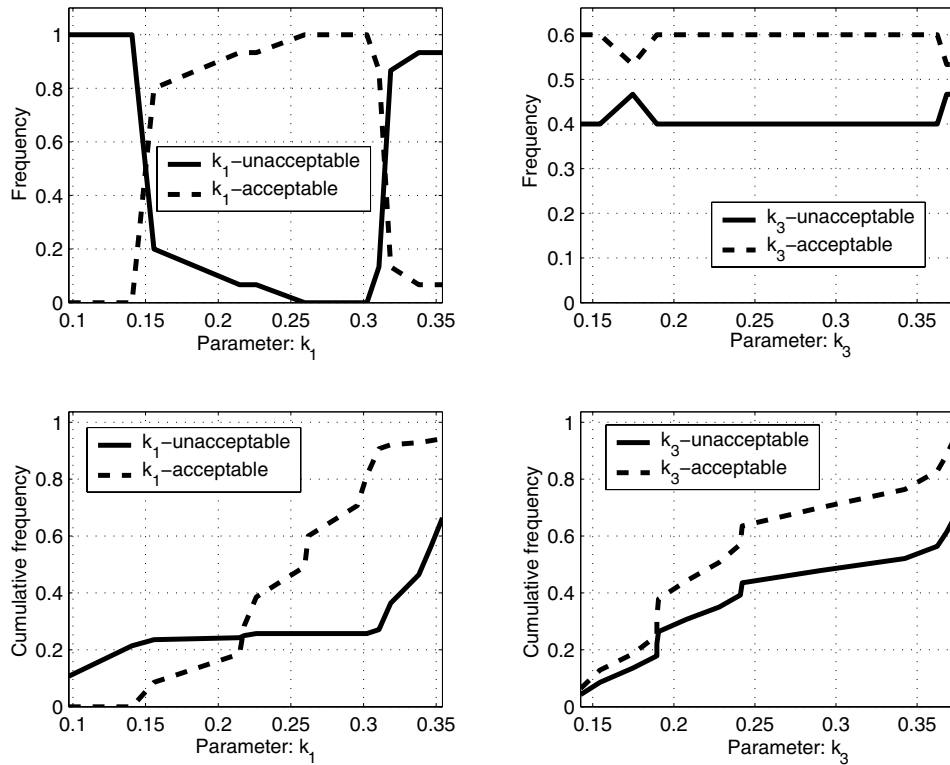 Frequency
1
0.8
0.6
0.4
0.2
0
k1−unacceptable
k1−acceptable
0.1 0.15 0.2 0.25 0.3 0.35
Parameter: k1
Frequency
0.6
0.5
0.4
0.3
0.2
0.1
0
k3−unacceptable
k3−acceptable
0.15 0.2 0.25 0.3 0.35
Parameter: k3
Cumulative frequency
1
0.8
0.6
0.4
0.2
0
k1−unacceptable
k1−acceptable
0.1 0.15 0.2 0.25 0.3 0.35
Parameter: k1
Cumulative frequency
1
0.8
0.6
0.4
0.2
0
k3−unacceptable
k3−acceptable
0.15 0.2 0.25 0.3 0.35
Parameter: k3